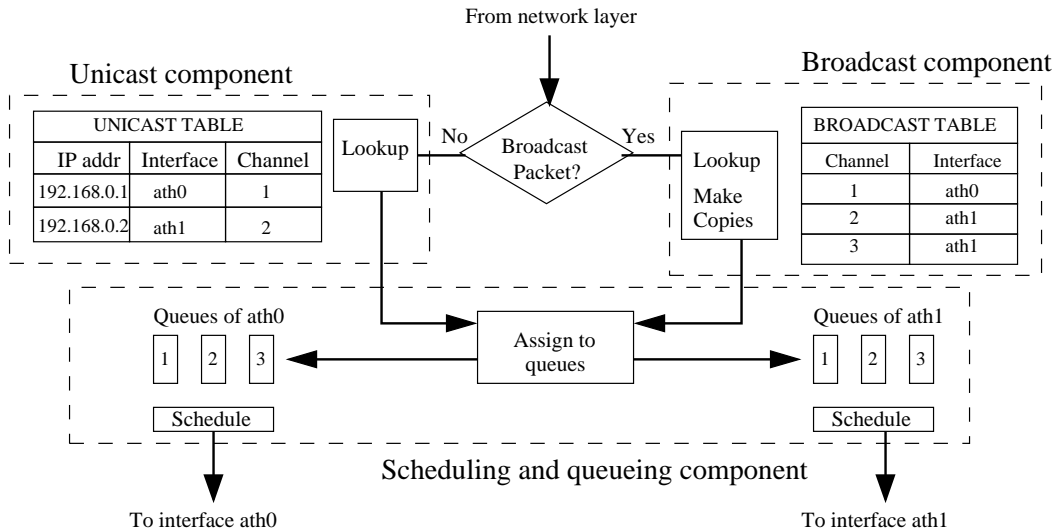 From network layer
Unicast component
Broadcast component
UNICAST TABLE
IP addr Interface Channel
192.168.0.1 ath0 1
192.168.0.2 ath1 2
Lookup
No
Broadcast
Packet?
Yes
Lookup
Make
Copies
BROADCAST TABLE
Channel Interface
1 ath0
2 ath1
3 ath1
Queues of ath0
1 2 3
Schedule
Assign to
queues
Queues of ath1
1 2 3
Schedule
Scheduling and queueing component
To interface ath0
To interface ath1